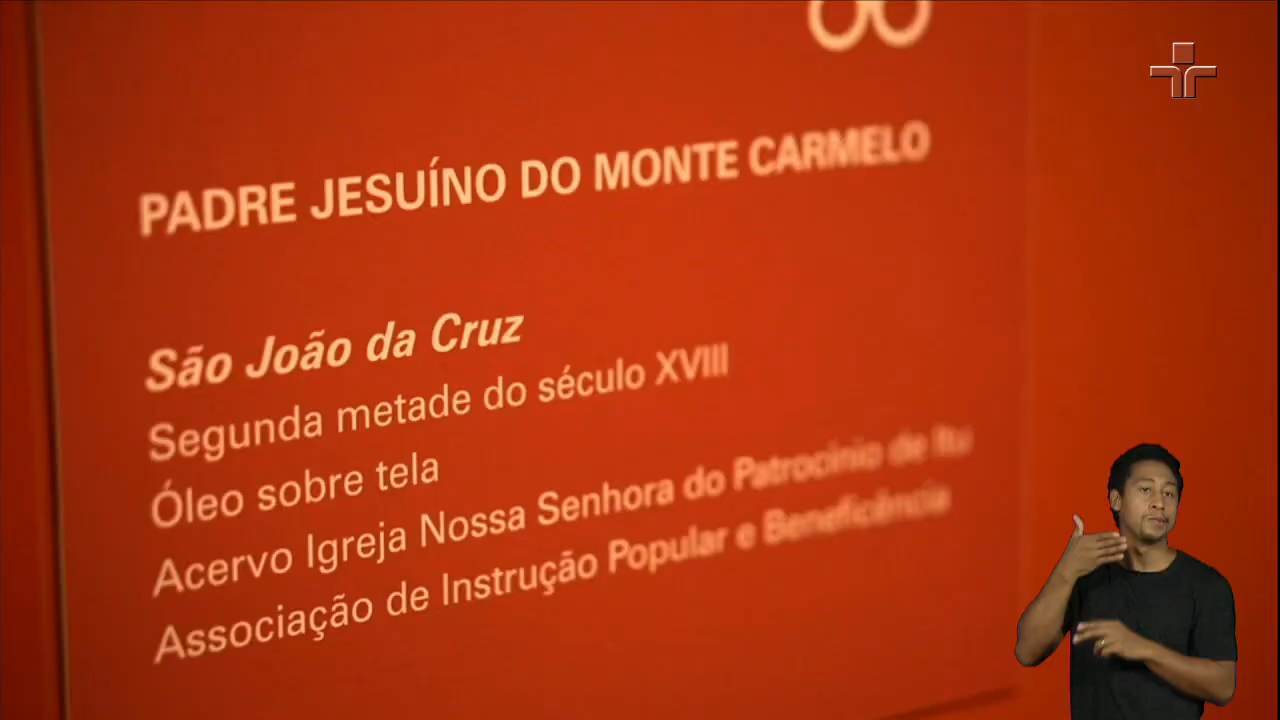 PADRE JESUÍNO DO MONTE CARMELO
São João da Cruz
Segunda metade do século XVIII
Óleo sobre tela
Acervo Igreja Nossa Senhora do Patrocínio de Itu
Associação de Instrução Popular e Beneficência